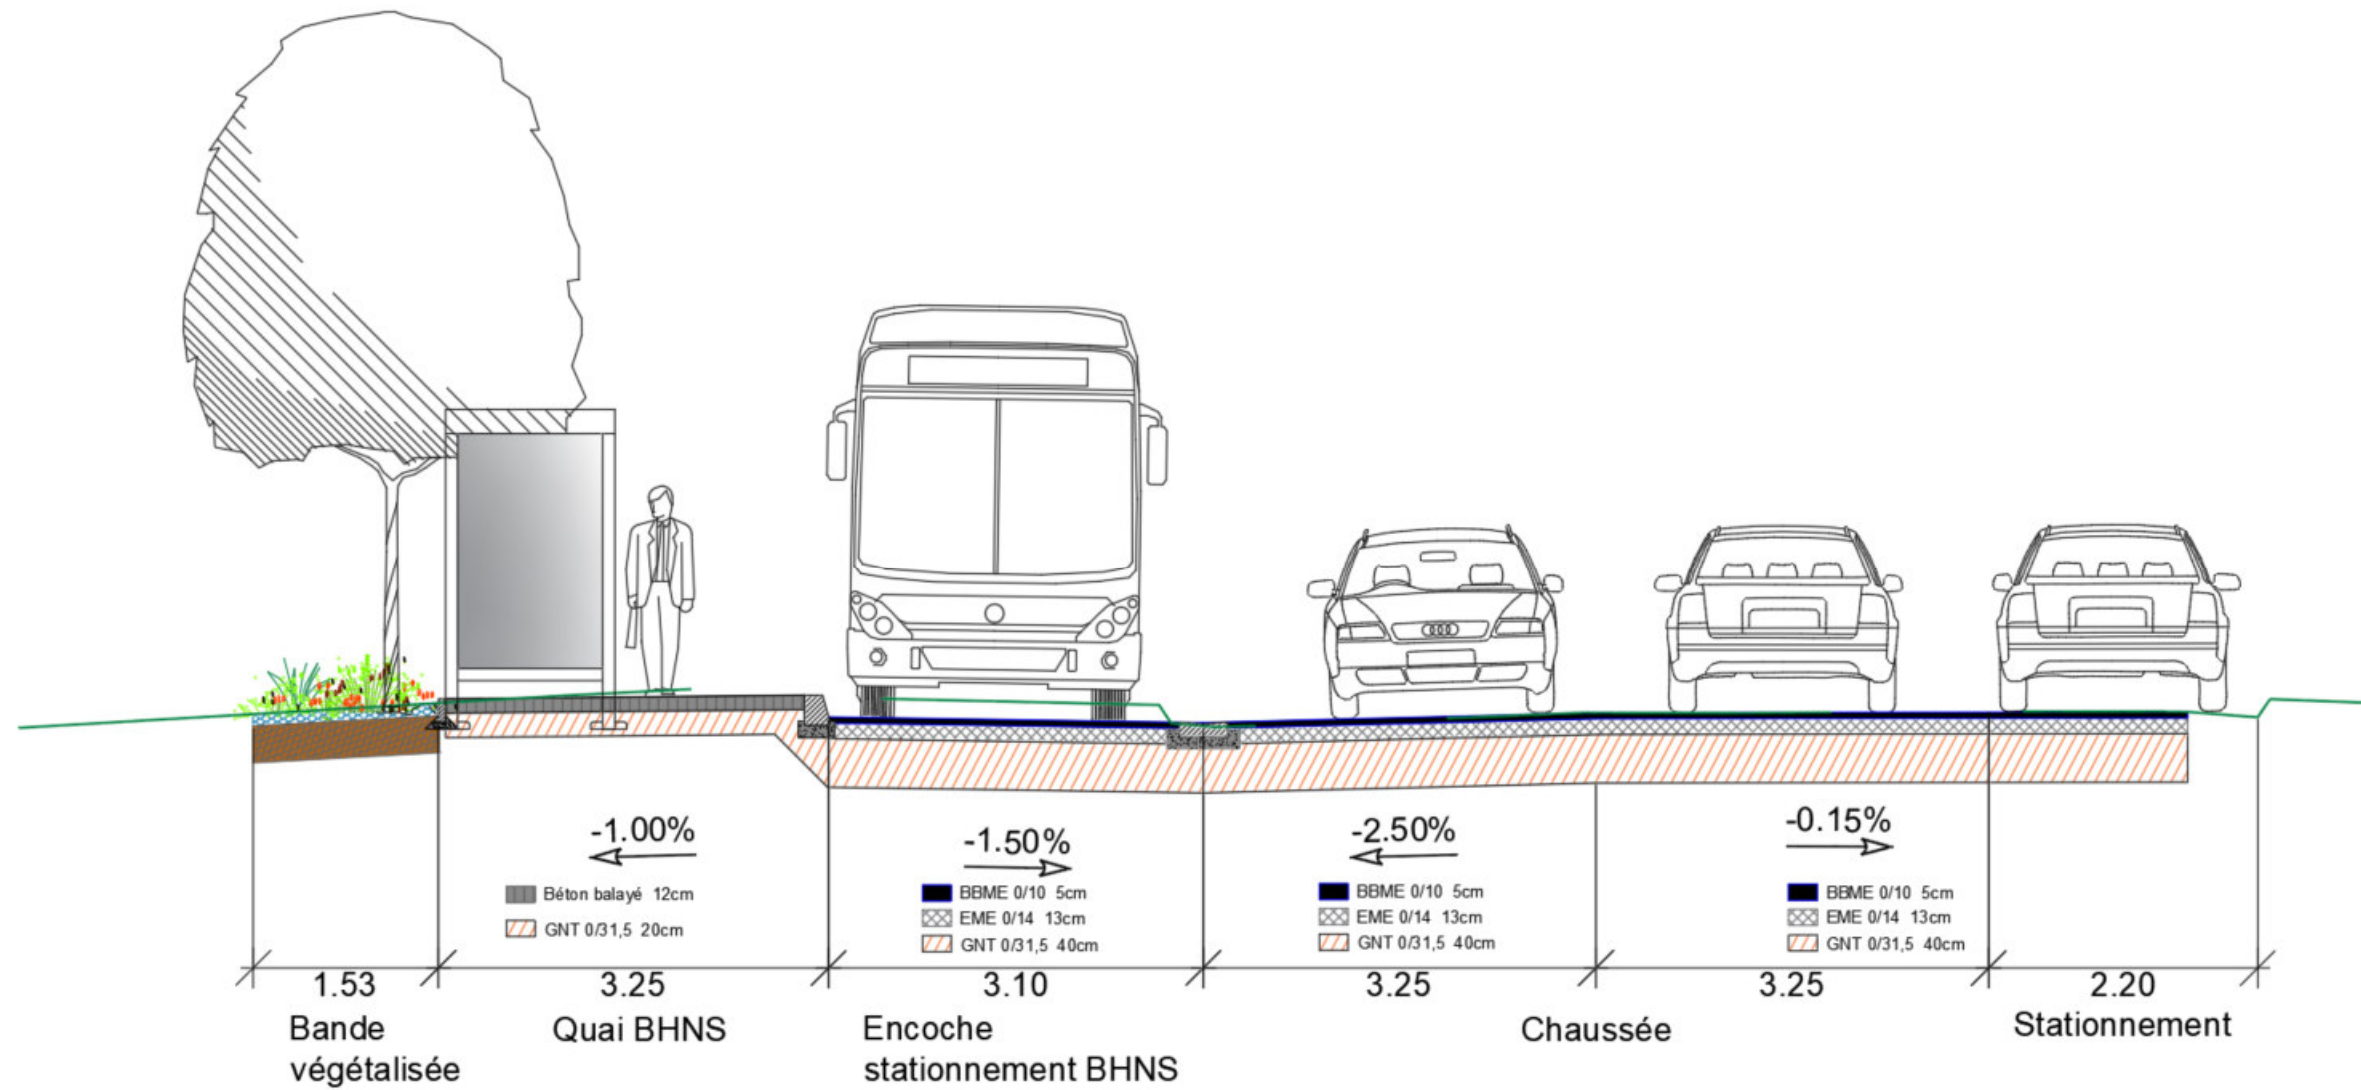 -1.00%
-1.50%
-2.50%
-0.15%
Béton balayé 12cm
GNT 0/31,5 20cm
BBME 0/10 5cm
EME 0/14 13cm
GNT 0/31,5 40cm
BBME 0/10 5cm
EME 0/14 13cm
GNT 0/31,5 40cm
BBME 0/10 5cm
EME 0/14 13cm
GNT 0/31,5 40cm
1.53
3.25
3.10
3.25
3.25
2.20
Bande
végétalisée
Quai BHNS
Encoche
stationnement BHNS
Chaussée
Stationnement